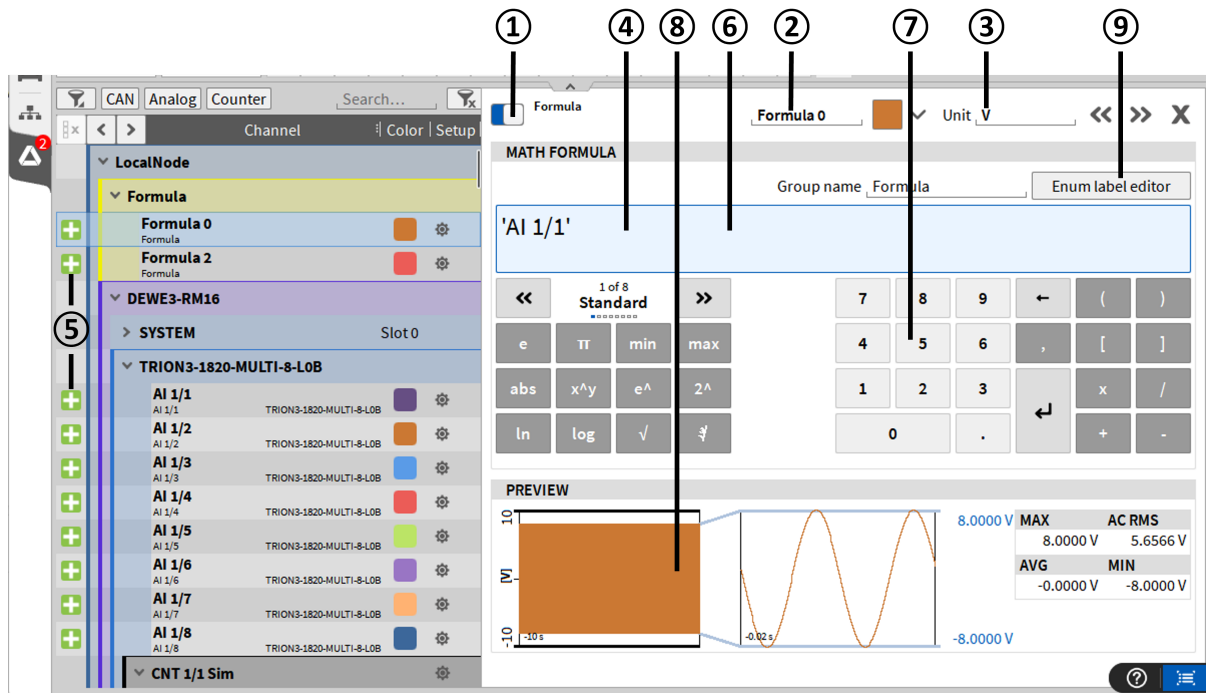 1 4 8 6 2 7 3 9
CAN Analog Counter Search...
Channel Color Setup
2
LocalNode
Formula
Formula 0
Formula
Formula 2
Formula
5
DEWE3-RM16
SYSTEM Slot 0
TRION3-1820-MULTI-8-L0B
AI 1/1
AI 1/1 TRION3-1820-MULTI-8-L0B
AI 1/2
AI 1/2 TRION3-1820-MULTI-8-L0B
AI 1/3
AI 1/3 TRION3-1820-MULTI-8-L0B
AI 1/4
AI 1/4 TRION3-1820-MULTI-8-L0B
AI 1/5
AI 1/5 TRION3-1820-MULTI-8-L0B
AI 1/6
AI 1/6 TRION3-1820-MULTI-8-L0B
AI 1/7
AI 1/7 TRION3-1820-MULTI-8-L0B
AI 1/8
AI 1/8 TRION3-1820-MULTI-8-L0B
CNT 1/1 Sim
Formula Formula 0 Unit V X
MATH FORMULA
Group name Formula Enum label editor
'AI 1/1'
1 of 8
Standard
7 8 9 ← ( )
e π min max 4 5 6 , [ ]
abs x^y e^ 2^ 1 2 3 x /
ln log √ ∛ 0 . + -
PREVIEW
10
[V]
-10
-10 s
-0.02 s
8.0000 V
-8.0000 V
MAX AC RMS
8.0000 V 5.6566 V
AVG MIN
-0.0000 V -8.0000 V
?